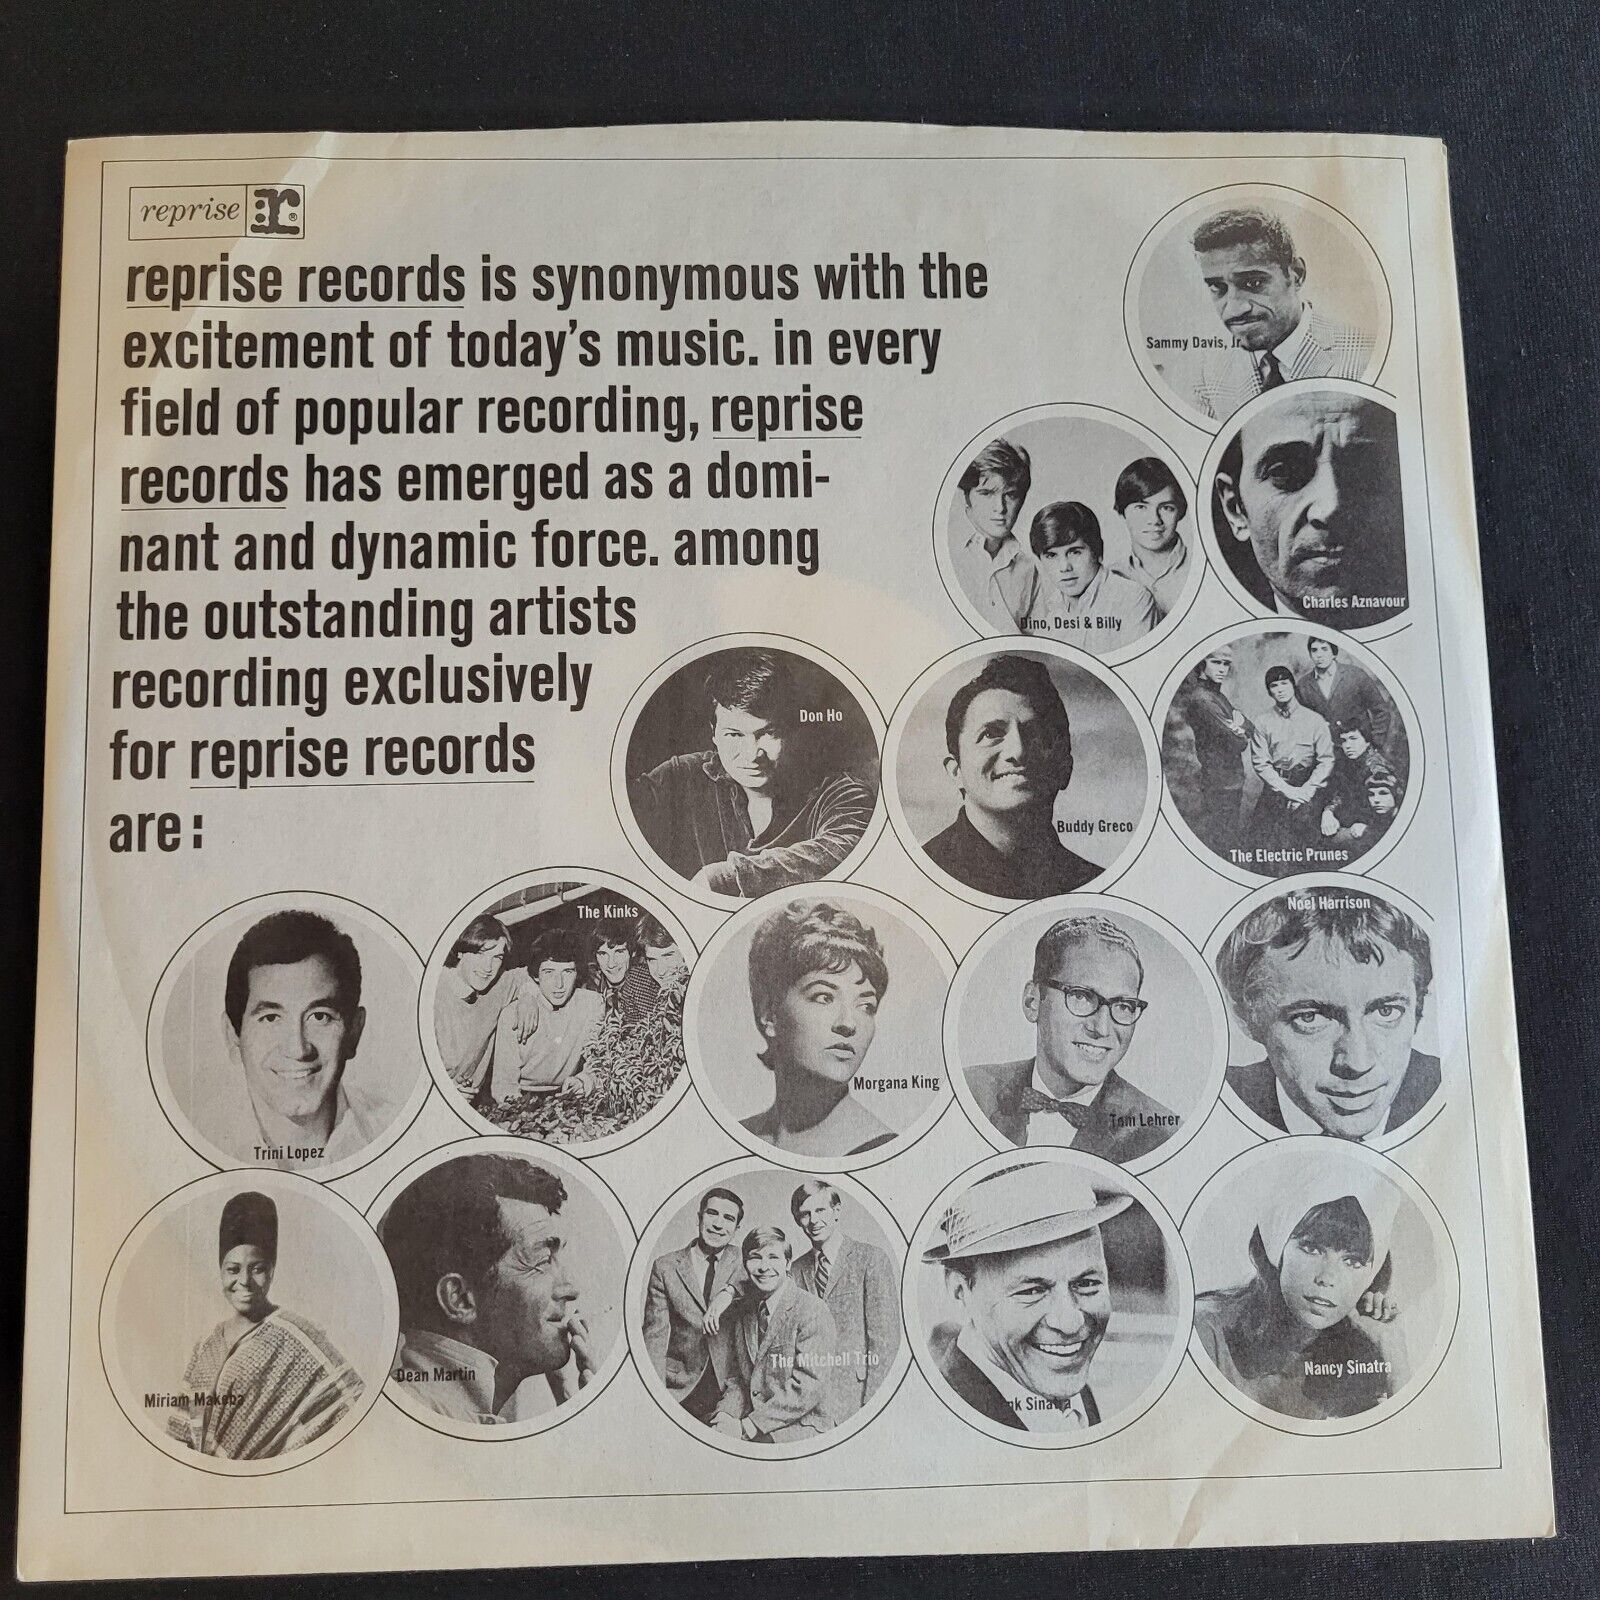 reprise r®
reprise records is synonymous with the
excitement of today's music. in every
field of popular recording, reprise
records has emerged as a domi-
nant and dynamic force. among
the outstanding artists
recording exclusively
for reprise records
are:
Sammy Davis, Jr.
Dino, Desi & Billy
Charles Aznavour
Don Ho
Buddy Greco
The Electric Prunes
Trini Lopez
The Kinks
Morgana King
Tom Lehrer
Noel Harrison
Miriam Makeba
Dean Martin
The Mitchell Trio
Frank Sinatra
Nancy Sinatra